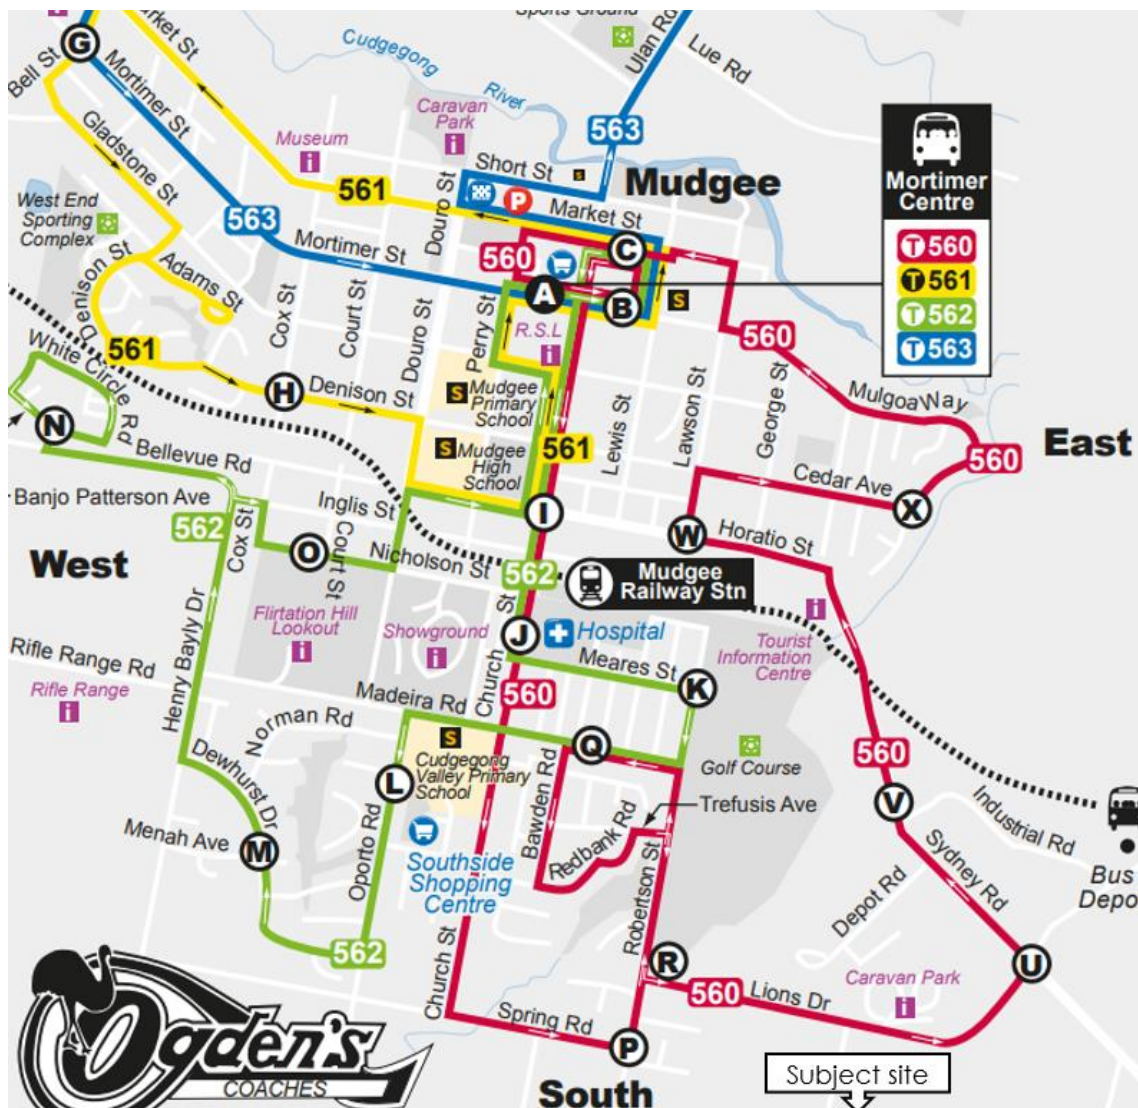 Sports Ground
Market St
Bell St
G
Mortimer St
Cudgegong
River
Ulan Rd
Lue Rd
Gladstone St
Museum
Caravan
Park
563
Short St
S
Mudgee
Mortimer
Centre
T 560
T 561
T 562
T 563
561
P
Market St
West End
Sporting
Complex
563
Mortimer St
Douro St
560
C
A
B
S
Denison St
Adams St
Cox St
Court St
Douro St
Perry St
R.S.L
560
561
White Circle Rd
H
Denison St
S
Mudgee
Primary
School
Lewis St
Lawson St
George St
Mulgoa Way
560
East
N
Bellevue Rd
S
Mudgee
High
School
561
Cedar Ave
X
Banjo Patterson Ave
Inglis St
I
W
Horatio St
562
Cox St
O
Court St
Nicholson St
562
Mudgee
Railway Stn
West
Henry Bayly Dr
Flirtation Hill
Lookout
Showground
Church St
J
Hospital
Meares St
K
Tourist
Information
Centre
Rifle Range Rd
Rifle Range
Madeira Rd
560
Norman Rd
S
Cudgegong
Valley Primary
School
Q
Golf Course
560
Dewhurst Dr
L
Bawden Rd
Redbank Rd
Trefusis Ave
V
Industrial Rd
Menah Ave
M
Oporto Rd
Southside
Shopping
Centre
Robertson St
Sydney Rd
Depot Rd
Bus
Depo
562
Church St
R
560
Lions Dr
Caravan Park
U
Spring Rd
P
Ogden's
COACHES
South
Subject site